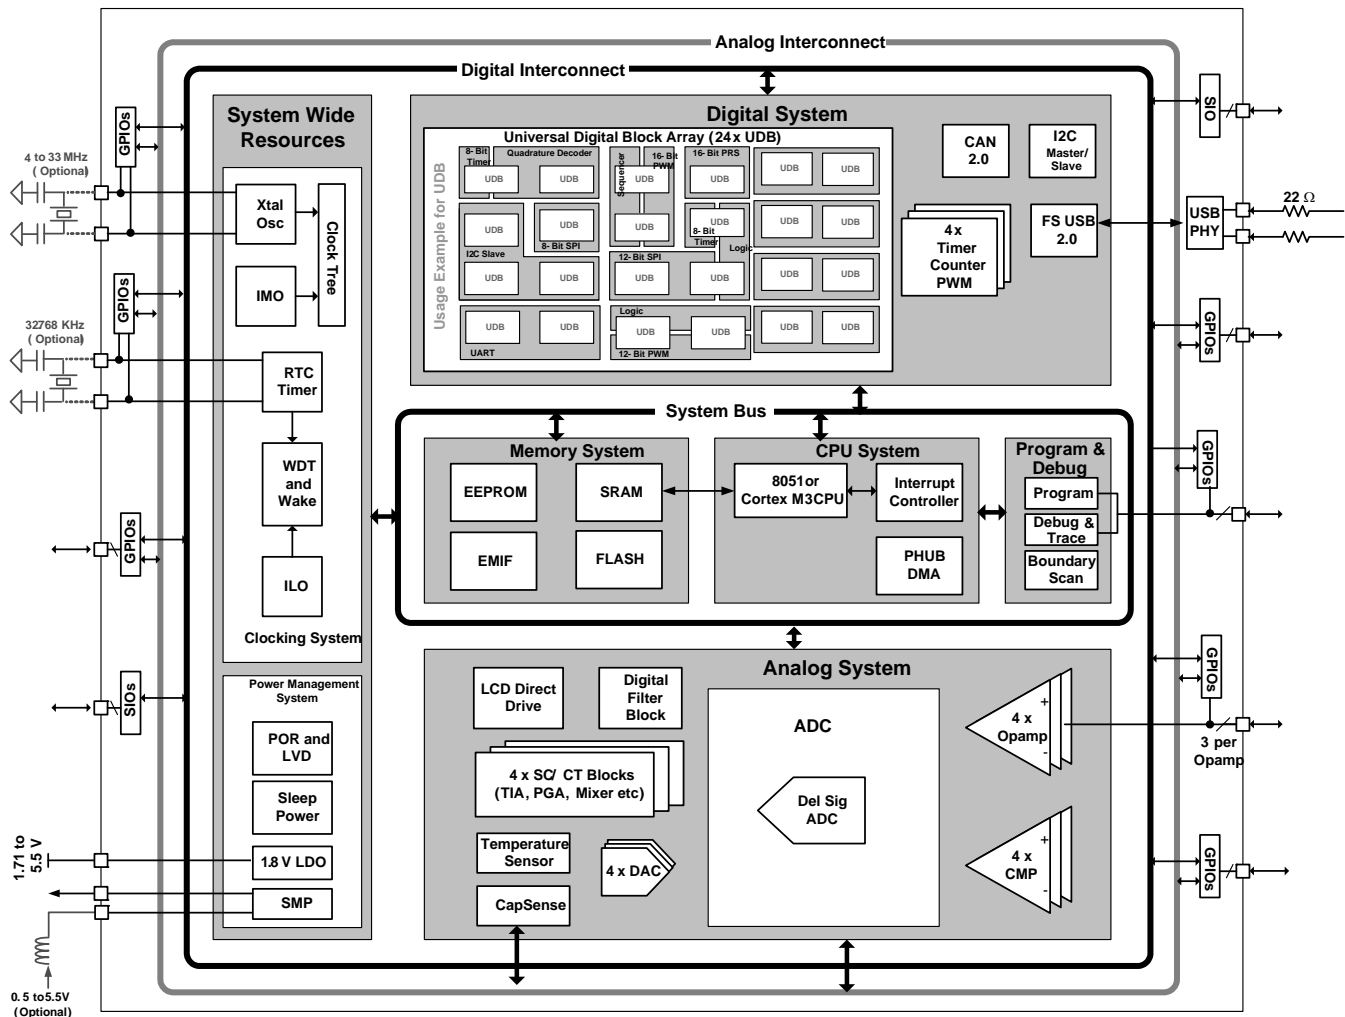 Analog Interconnect
Digital Interconnect
System Wide
Resources
Digital System
Universal Digital Block Array (24x UDB)
Usage Example for UDB
8- Bit
Timer
Quadrature Decoder
Sequencer
16- Bit
PWM
16- Bit PRS
UDB
UDB
UDB
UDB
UDB
UDB
UDB
UDB
UDB
UDB
UDB
UDB
I2C Slave
8- Bit SPI
8- Bit
Timer
Logic
12- Bit SPI
UDB
UDB
UDB
UDB
UDB
UDB
Logic
UDB
UDB
UDB
UDB
UDB
UDB
UART
12- Bit PWM
CAN
2.0
I2C
Master/
Slave
4x
Timer
Counter
PWM
FS USB
2.0
GPIOs
4 to 33 MHz
( Optional)
Xtal
Osc
Clock Tree
IMO
GPIOs
32768 KHz
( Optional)
RTC
Timer
WDT
and
Wake
ILO
Clocking System
GPIOs
SIOs
Power Management
System
POR and
LVD
Sleep
Power
1.8 V LDO
SMP
1.71 to
5.5 V
0. 5 to5.5V
(Optional)
System Bus
Memory System
EEPROM
SRAM
EMIF
FLASH
CPU System
8051or
Cortex M3CPU
Interrupt
Controller
PHUB
DMA
Program &
Debug
Program
Debug &
Trace
Boundary
Scan
Analog System
LCD Direct
Drive
Digital
Filter
Block
4 x SC/ CT Blocks
(TIA, PGA, Mixer etc)
Temperature
Sensor
4 x DAC
CapSense
ADC
Del Sig
ADC
+
4 x
Opamp
-
+
4 x
CMP
-
SIO
USB
PHY
22 Ω
GPIOs
GPIOs
GPIOs
3 per
Opamp
GPIOs